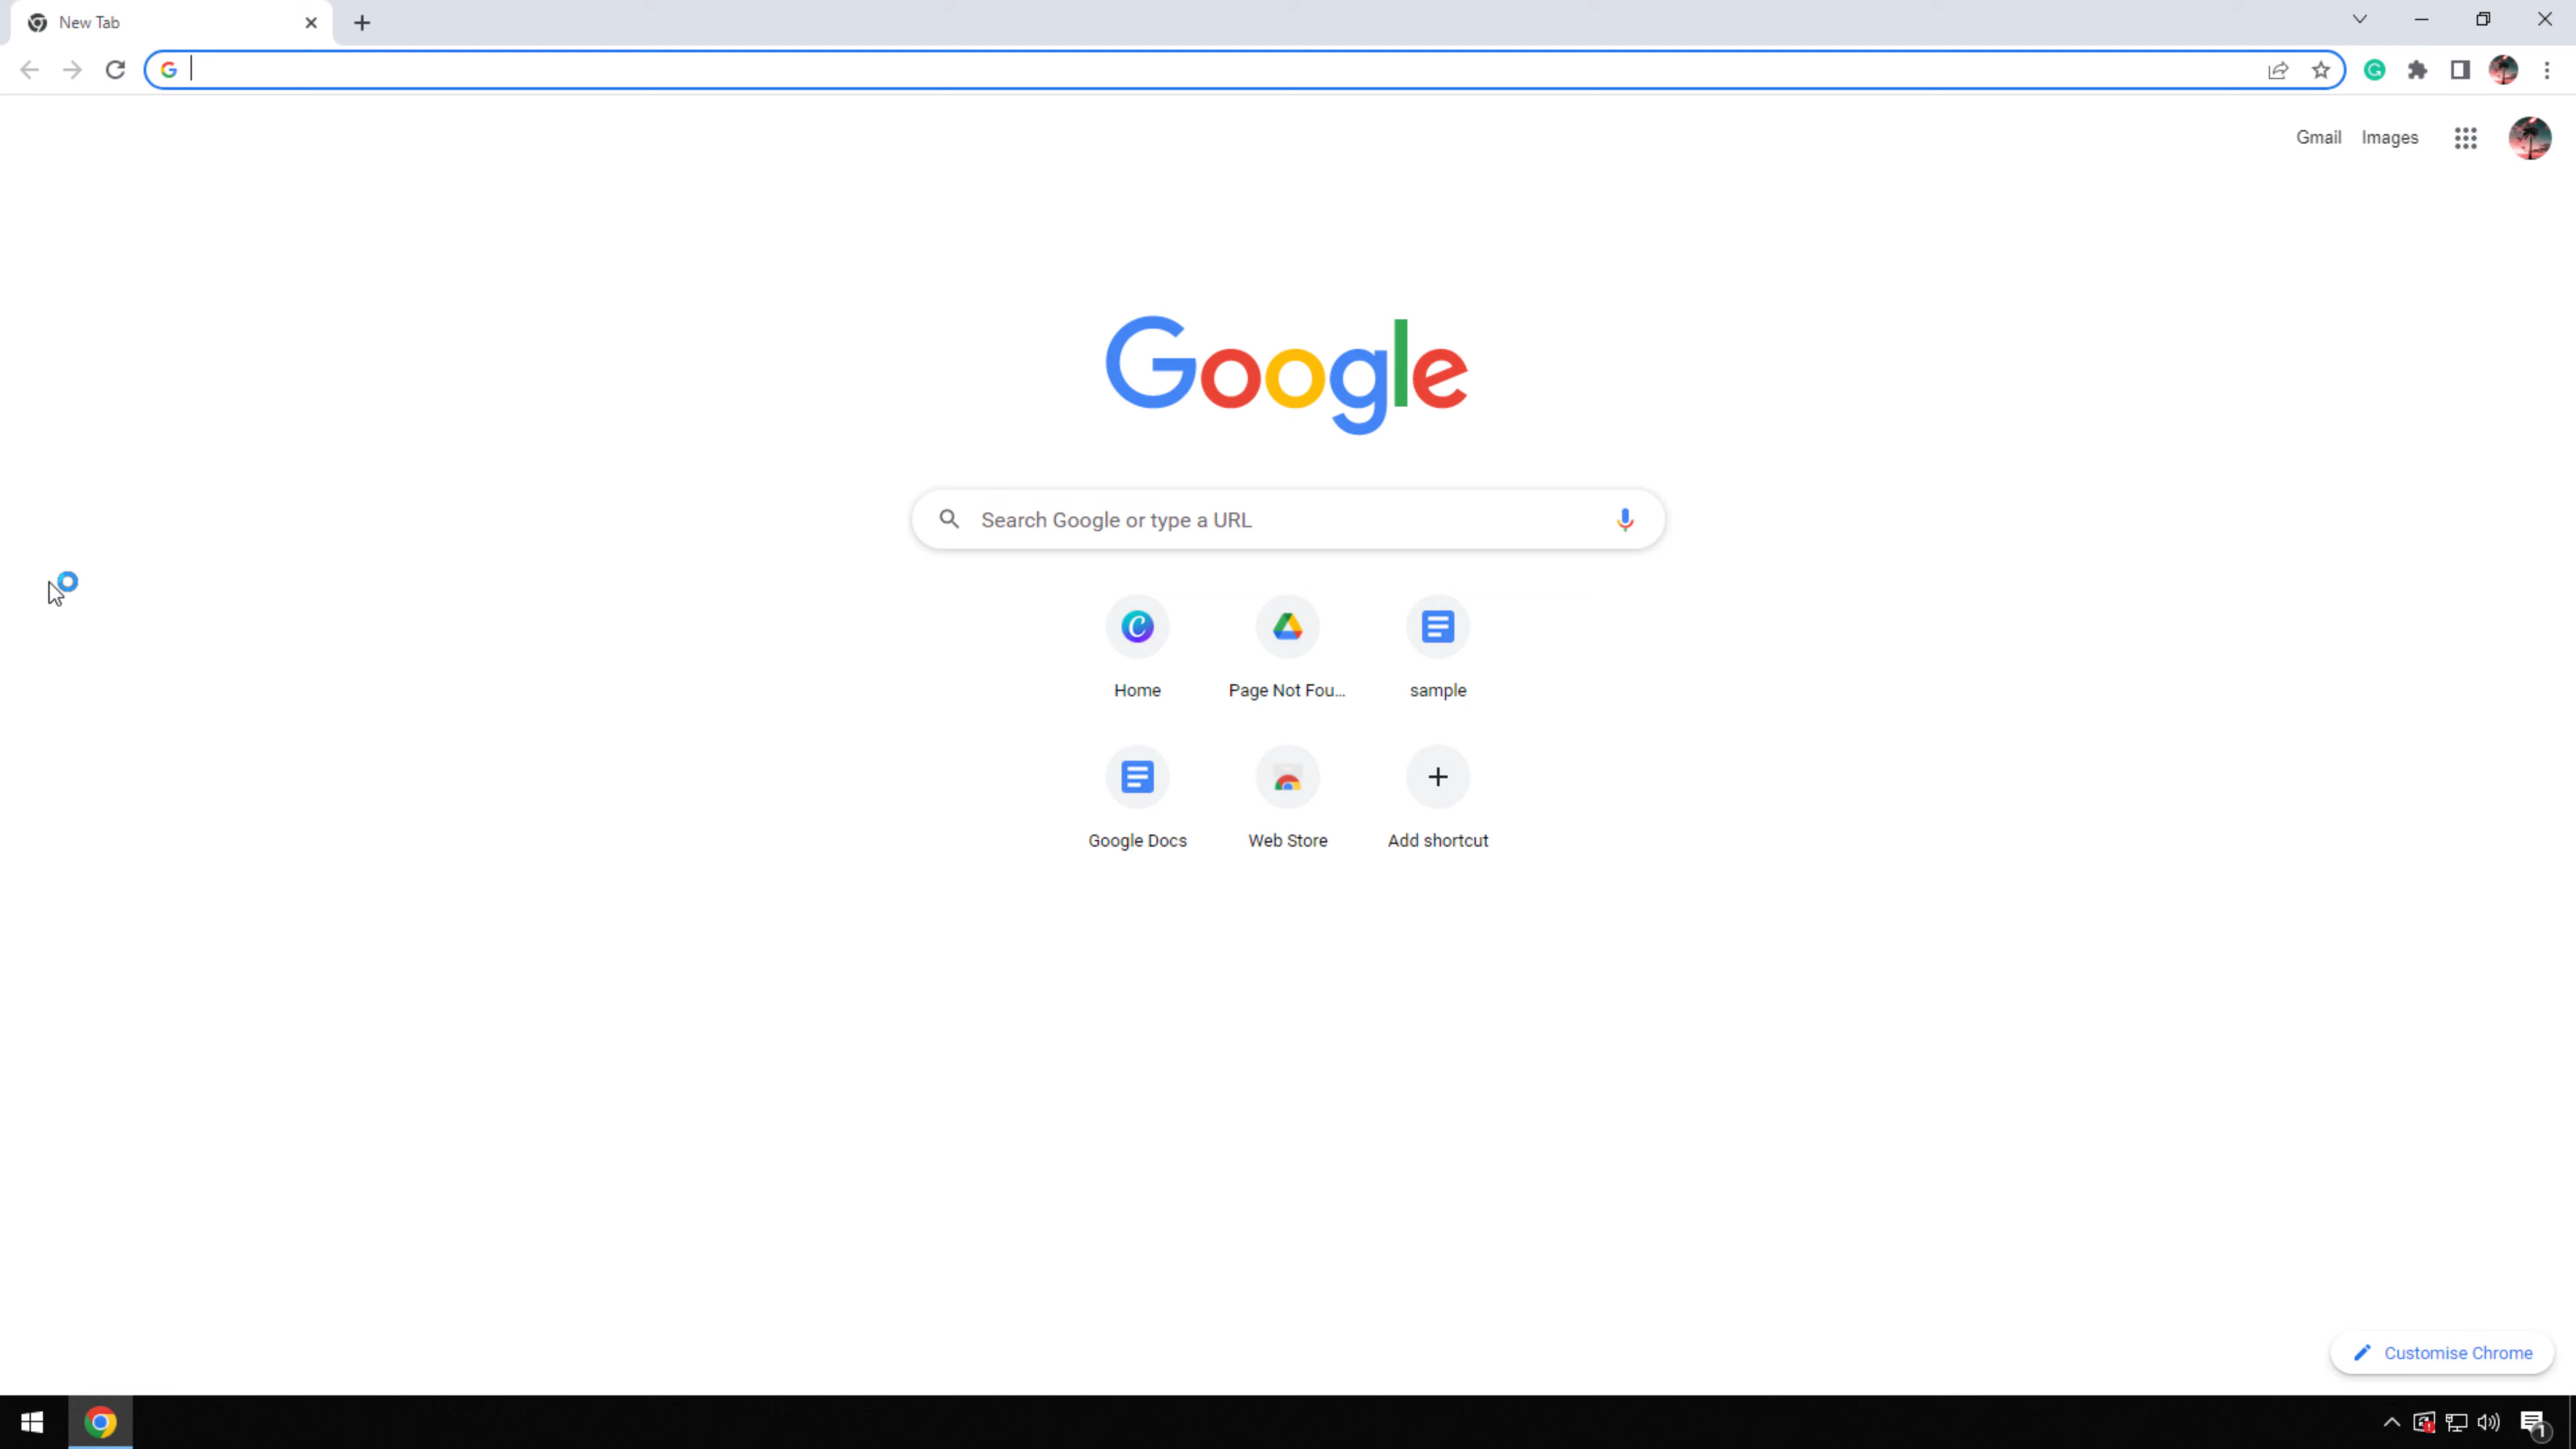 New Tab
Gmail Images
Google
Search Google or type a URL
Home
Page Not Fou...
sample
Google Docs
Web Store
Add shortcut
Customise Chrome
1